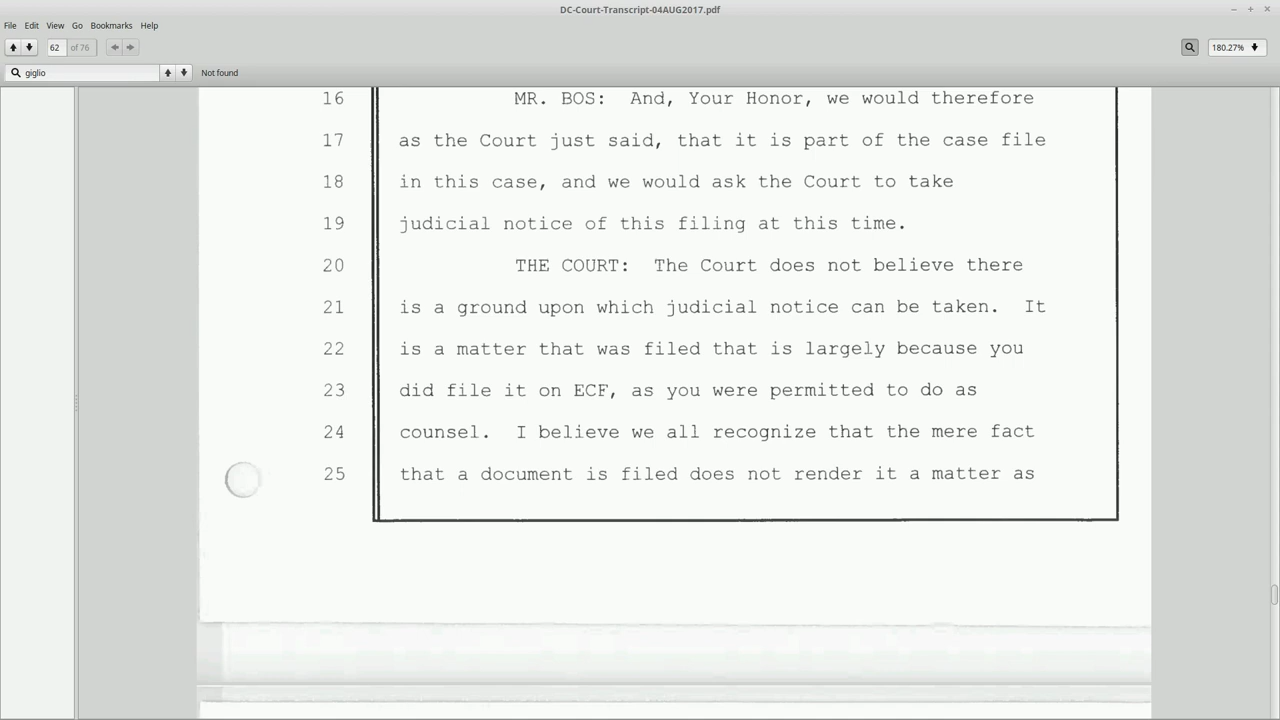 DC-Court-Transcript-04AUG2017.pdf
File Edit View Go Bookmarks Help
62 of 76 180.27%
giglio Not found
16 MR. BOS: And, Your Honor, we would therefore
17 as the Court just said, that it is part of the case file
18 in this case, and we would ask the Court to take
19 judicial notice of this filing at this time.
20 THE COURT: The Court does not believe there
21 is a ground upon which judicial notice can be taken. It
22 is a matter that was filed that is largely because you
23 did file it on ECF, as you were permitted to do as
24 counsel. I believe we all recognize that the mere fact
25 that a document is filed does not render it a matter as